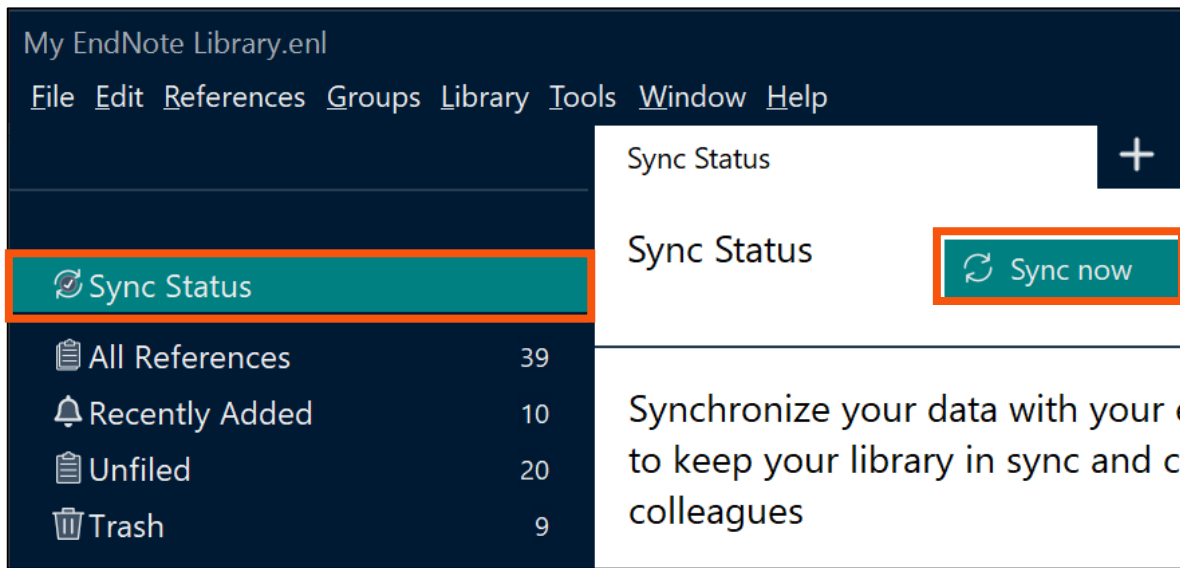 My EndNote Library.enl
File Edit References Groups Library Tools Window Help
Sync Status
Sync Status
Sync now
Sync Status
All References 39
Recently Added 10
Unfiled 20
Trash 9
Synchronize your data with your
to keep your library in sync and
colleagues